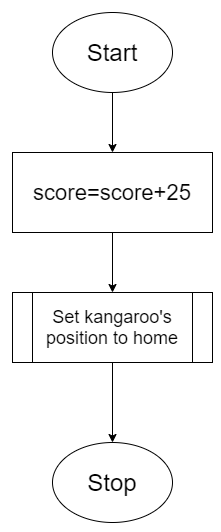 Start
score=score+25
Set kangaroo's
position to home
Stop